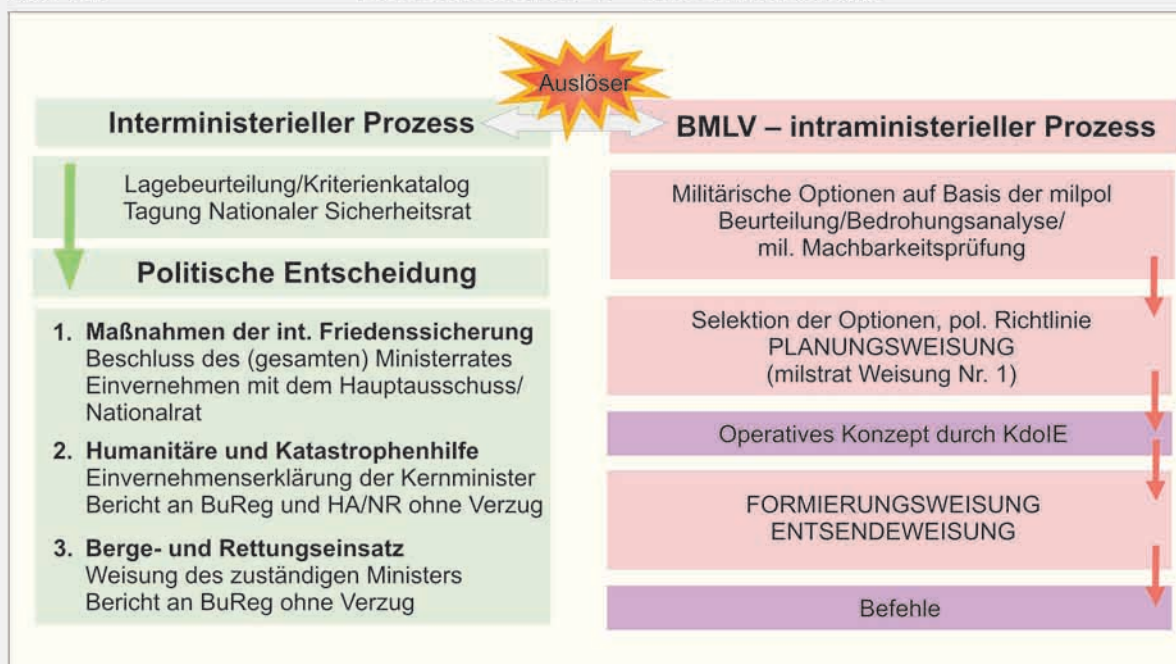 Auslöser
Interministerieller Prozess
Lagebeurteilung/Kriterienkatalog
Tagung Nationaler Sicherheitsrat
Politische Entscheidung
1. Maßnahmen der int. Friedenssicherung
Beschluss des (gesamten) Ministerrates
Einvernehmen mit dem Hauptausschuss/
Nationalrat
2. Humanitäre und Katastrophenhilfe
Einvernehmenserklärung der Kernminister
Bericht an BuReg und HA/NR ohne Verzug
3. Berge- und Rettungseinsatz
Weisung des zuständigen Ministers
Bericht an BuReg ohne Verzug
BMLV – intraministerieller Prozess
Militärische Optionen auf Basis der milpol
Beurteilung/Bedrohungsanalyse/
mil. Machbarkeitsprüfung
Selektion der Optionen, pol. Richtlinie
PLANUNGSWEISUNG
(milstrat Weisung Nr. 1)
Operatives Konzept durch KdoIE
FORMIERUNGSWEISUNG
ENTSENDEWEISUNG
Befehle